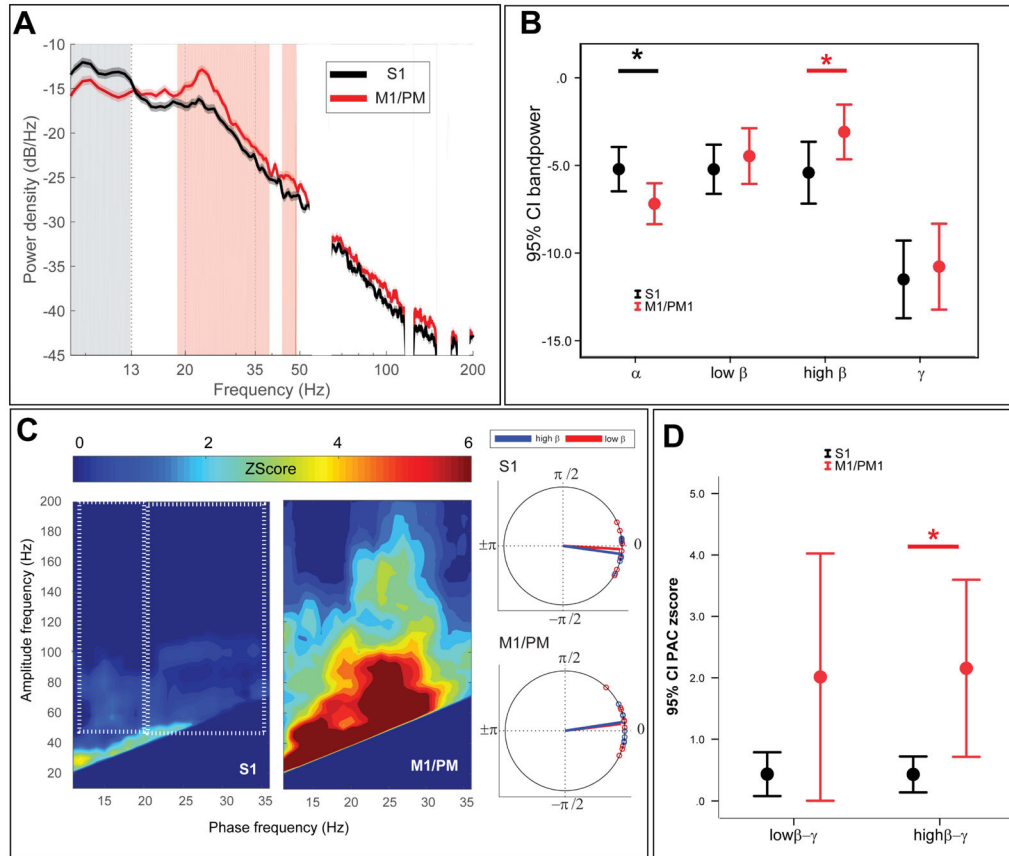 A
-10
-15
-20
-25
-30
-35
-40
-45
Power density (dB/Hz)
S1
M1/PM
13
20
35
50
100
200
Frequency (Hz)
B
*
*
.0
-5.0
-10.0
-15.0
95% CI bandpower
S1
M1/PM1
α
low β
high β
γ
C
0
2
4
6
ZScore
200
180
160
140
120
100
80
60
40
20
Amplitude frequency (Hz)
S1
M1/PM
15
20
25
30
35
15
20
25
30
35
Phase frequency (Hz)
high β
low β
S1
π /2
±π
0
−π /2
M1/PM
π /2
±π
0
−π /2
D
S1
M1/PM1
*
5.0
4.0
3.0
2.0
1.0
.0
95% CI PAC zscore
lowβ−γ
highβ−γ